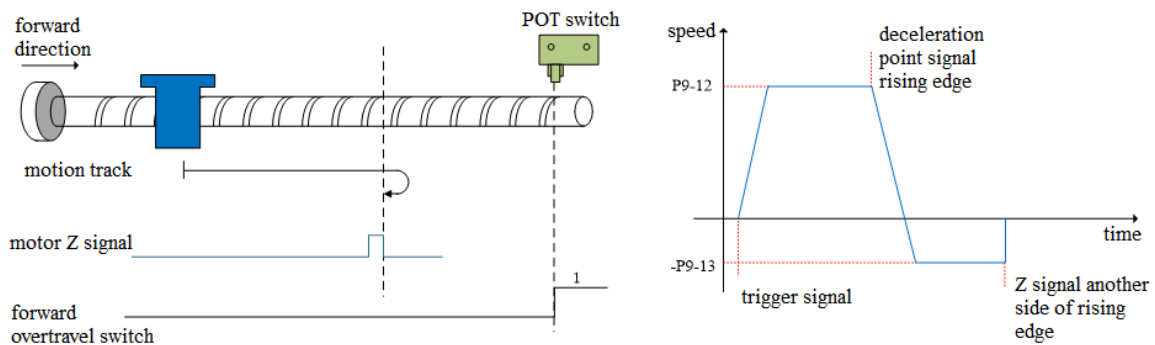 forward
direction
POT switch
motion track
motor Z signal
1
forward
overtravel switch
speed
deceleration
point signal
rising edge
P9-12
time
-P9-13
trigger signal
Z signal another
side of rising
edge